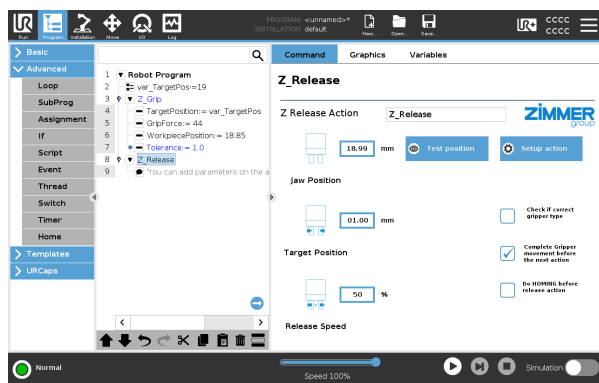 PROGRAM <unnamed>*
INSTALLATION default
Run
Program
Installation
Move
I/O
Log
New...
Open...
Save...
CCCC
CCCC
Basic
Advanced
Loop
SubProg
Assignment
If
Script
Event
Thread
Switch
Timer
Home
Templates
URCaps
1 Robot Program
2 var_TargetPos:=19
3 Z_Grip
4 TargetPosition:= var_TargetPos
5 GripForce:= 44
6 WorkpiecePosition:= 18.85
7 Tolerance:= 1.0
8 Z_Release
9 "You can add parameters on the a
Command
Graphics
Variables
Z_Release
Z Release Action
Z_Release
ZIMMER
group
18.99 mm
Test position
Setup action
Jaw Position
01.00 mm
Check if correct
gripper type
Target Position
Complete Gripper
movement before
the next action
50 %
Do HOMING before
release action
Release Speed
Normal
Speed 100%
Simulation